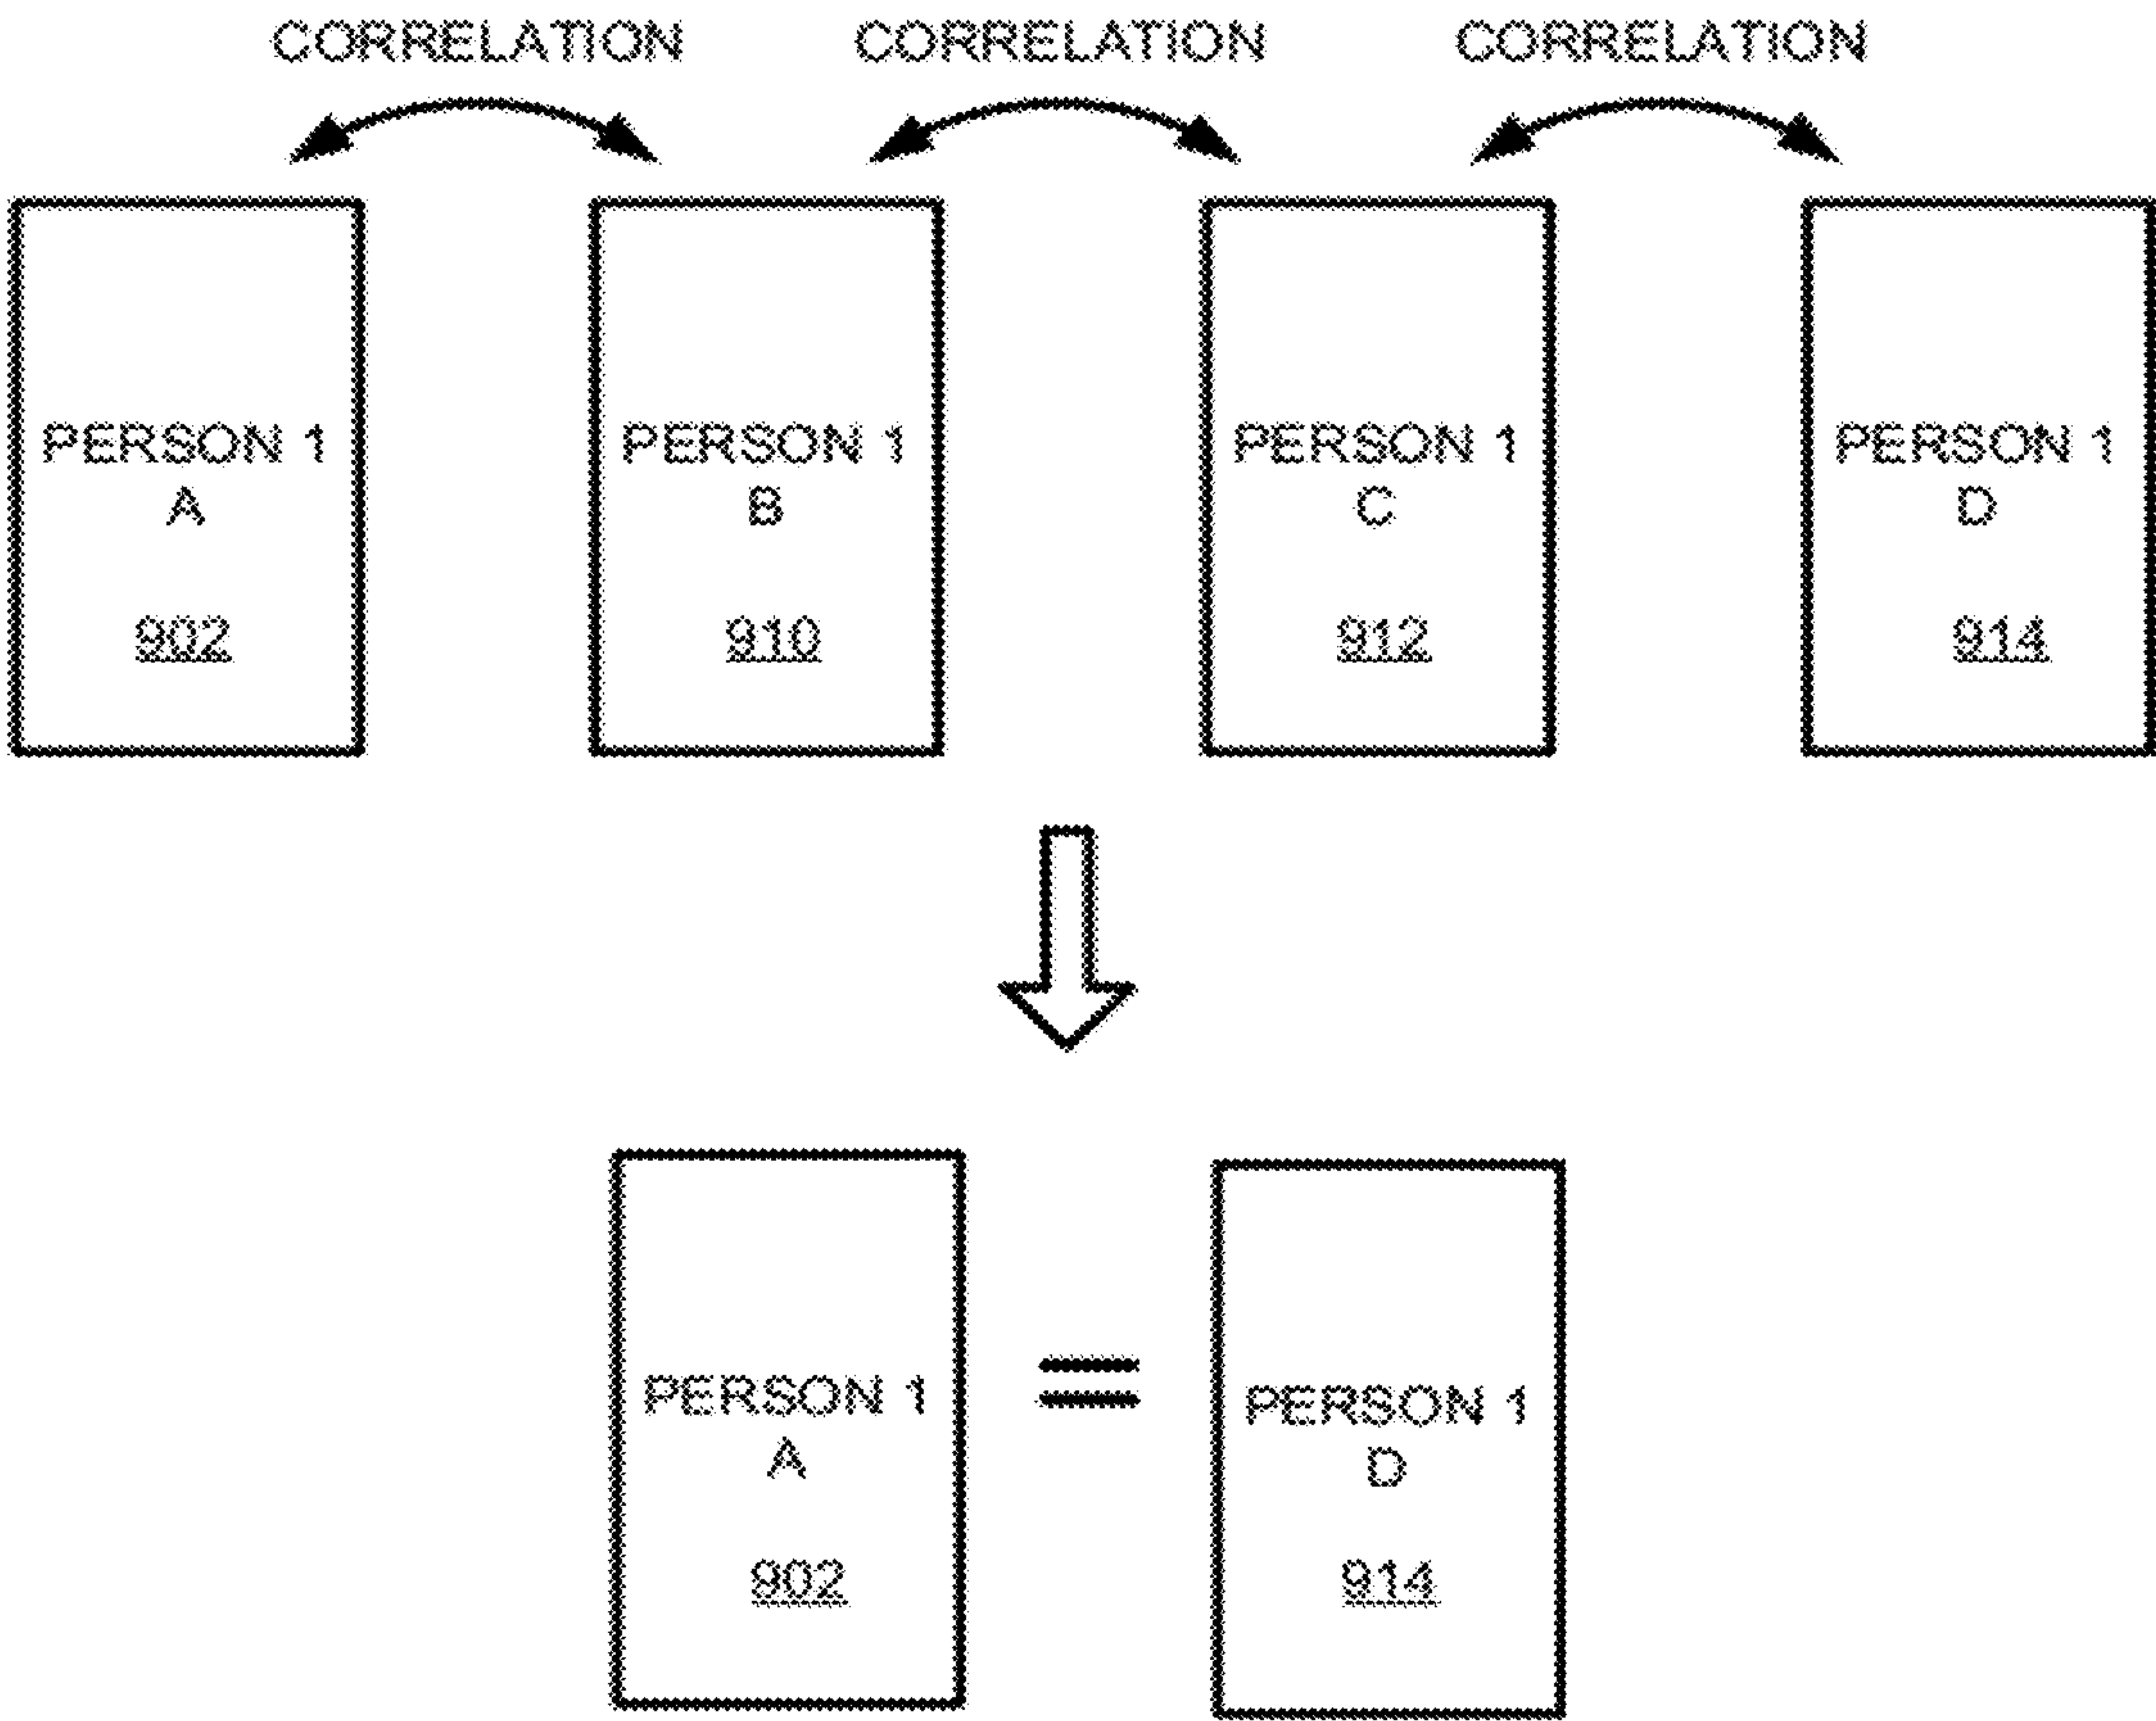 CORRELATION CORRELATION CORRELATION
PERSON 1 PERSON 1 PERSON 1 PERSON 1
A B C D
902 910 912 914
PERSON 1 = PERSON 1
A D
902 914